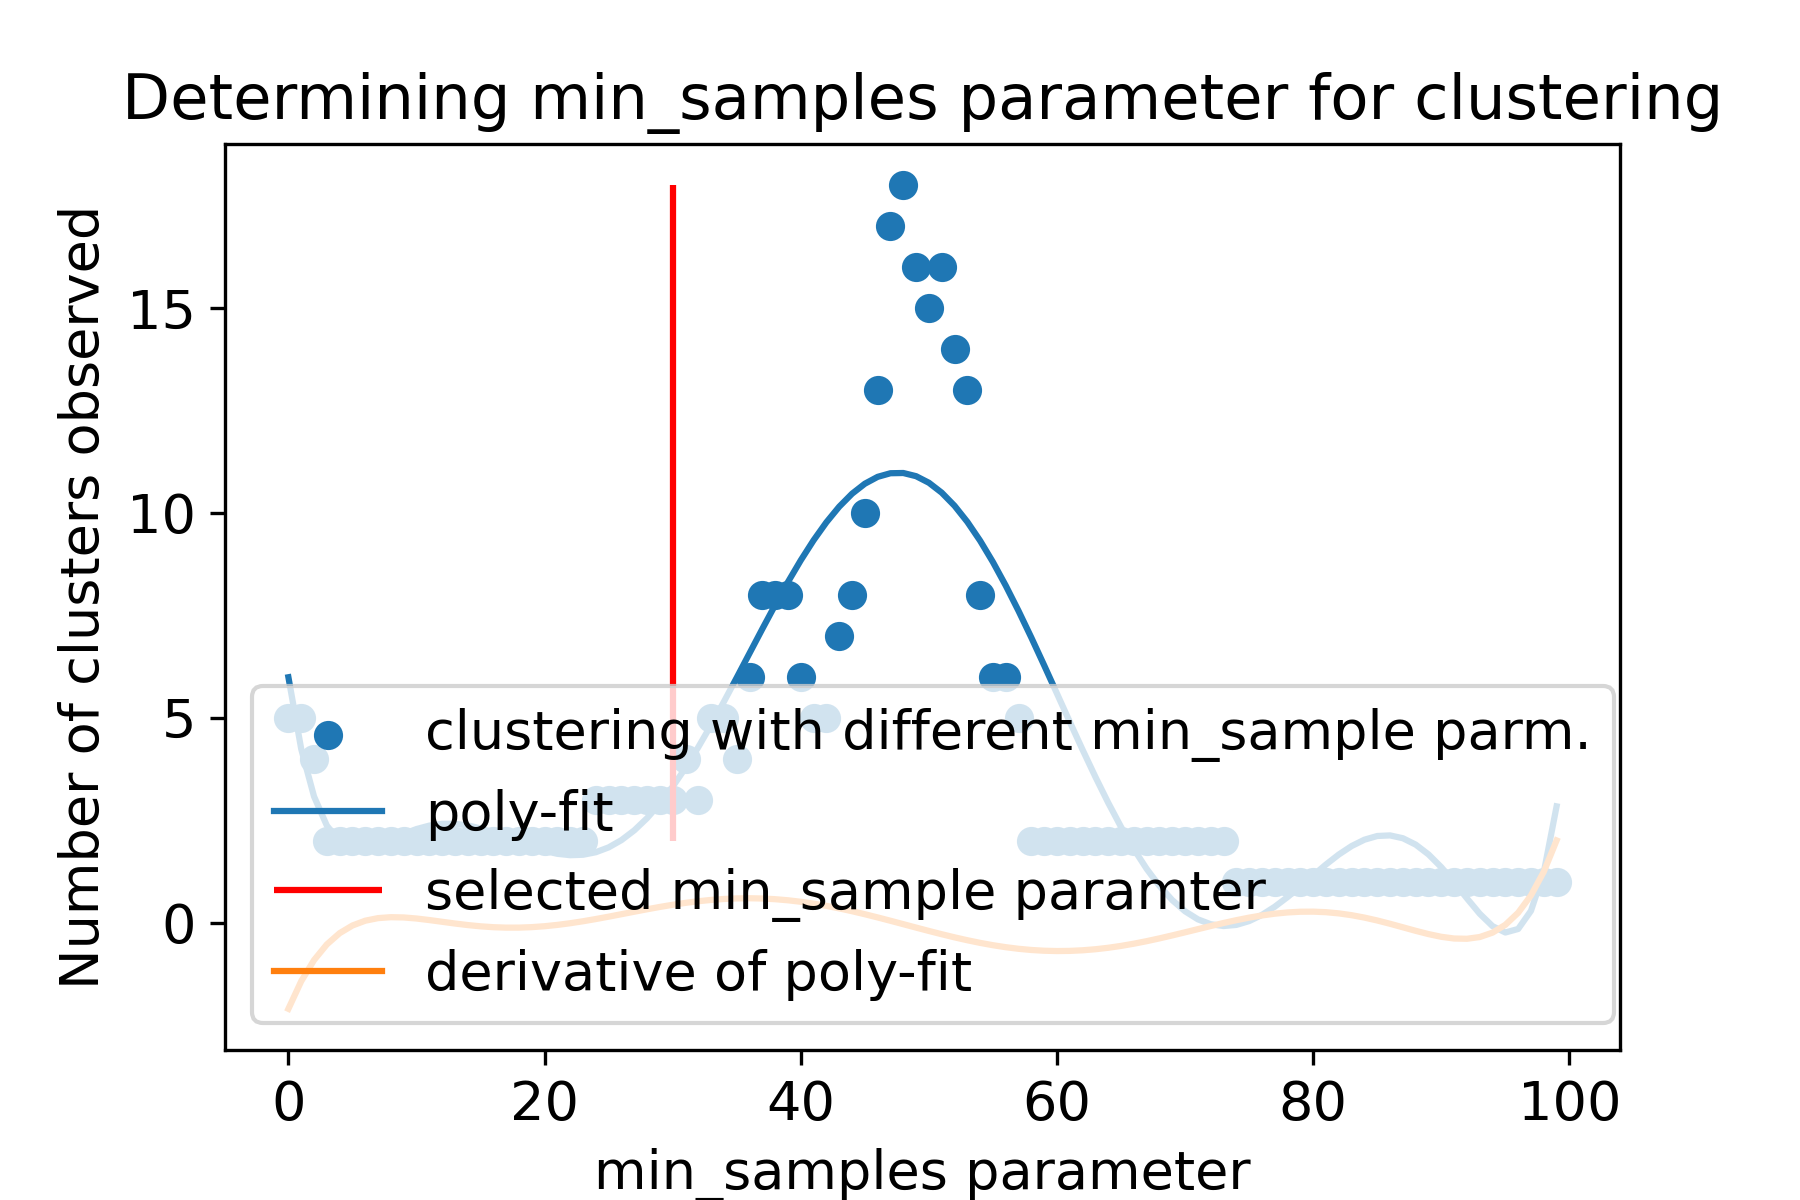 Determining min_samples parameter for clustering
Number of clusters observed
15
10
5
0
clustering with different min_sample parm.
poly-fit
selected min_sample paramter
derivative of poly-fit
0 20 40 60 80 100
min_samples parameter